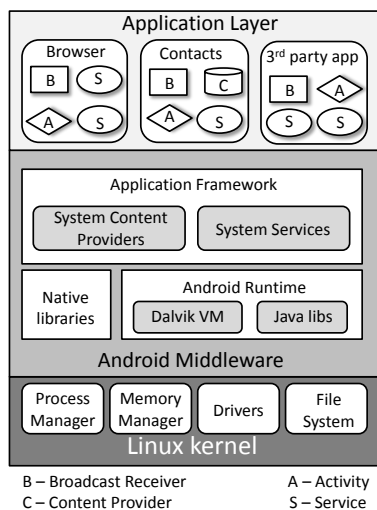 Application Layer
Browser
Contacts
3rd party app
B
S
B
C
B
A
A
S
A
S
S
S
Application Framework
System Content
Providers
System Services
Native
libraries
Android Runtime
Dalvik VM
Java libs
Android Middleware
Process
Manager
Memory
Manager
Drivers
File
System
Linux kernel
B – Broadcast Receiver
A – Activity
C – Content Provider
S – Service